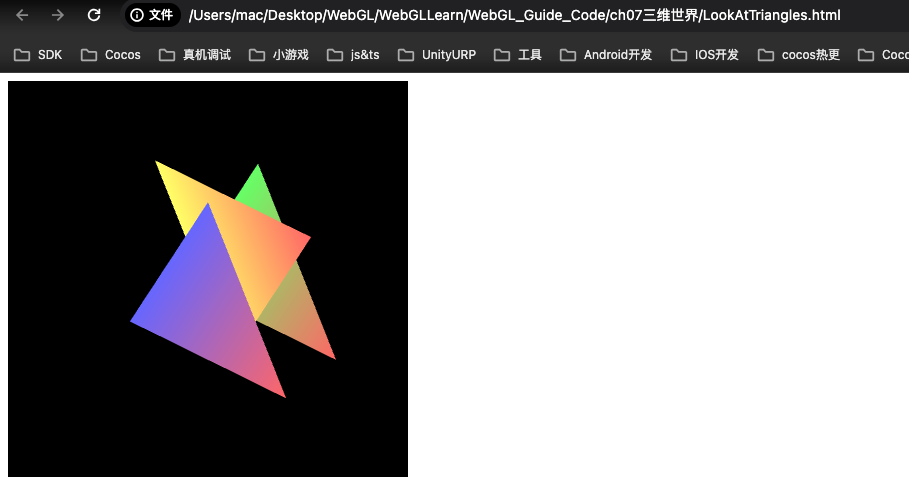 文件 /Users/mac/Desktop/WebGL/WebGLLearn/WebGL_Guide_Code/ch07三维世界/LookAtTriangles.html
SDK Cocos 真机调试 小游戏 js&ts UnityURP 工具 Android开发 IOS开发 cocos热更 Coco